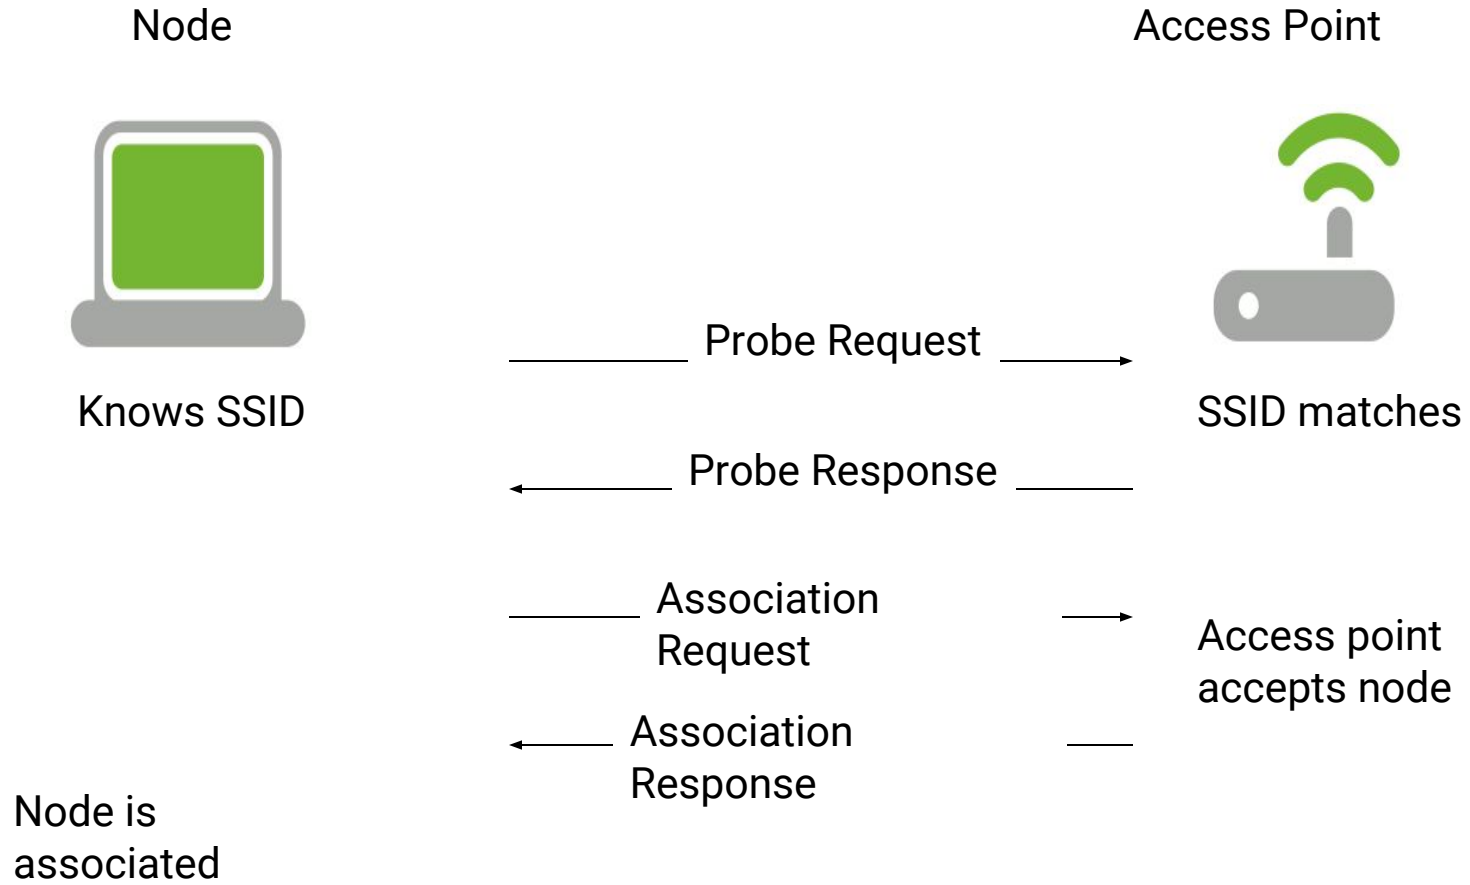 Node
Access Point
Probe Request
Knows SSID
SSID matches
Probe Response
Association
Request
Access point
accepts node
Association
Response
Node is
associated